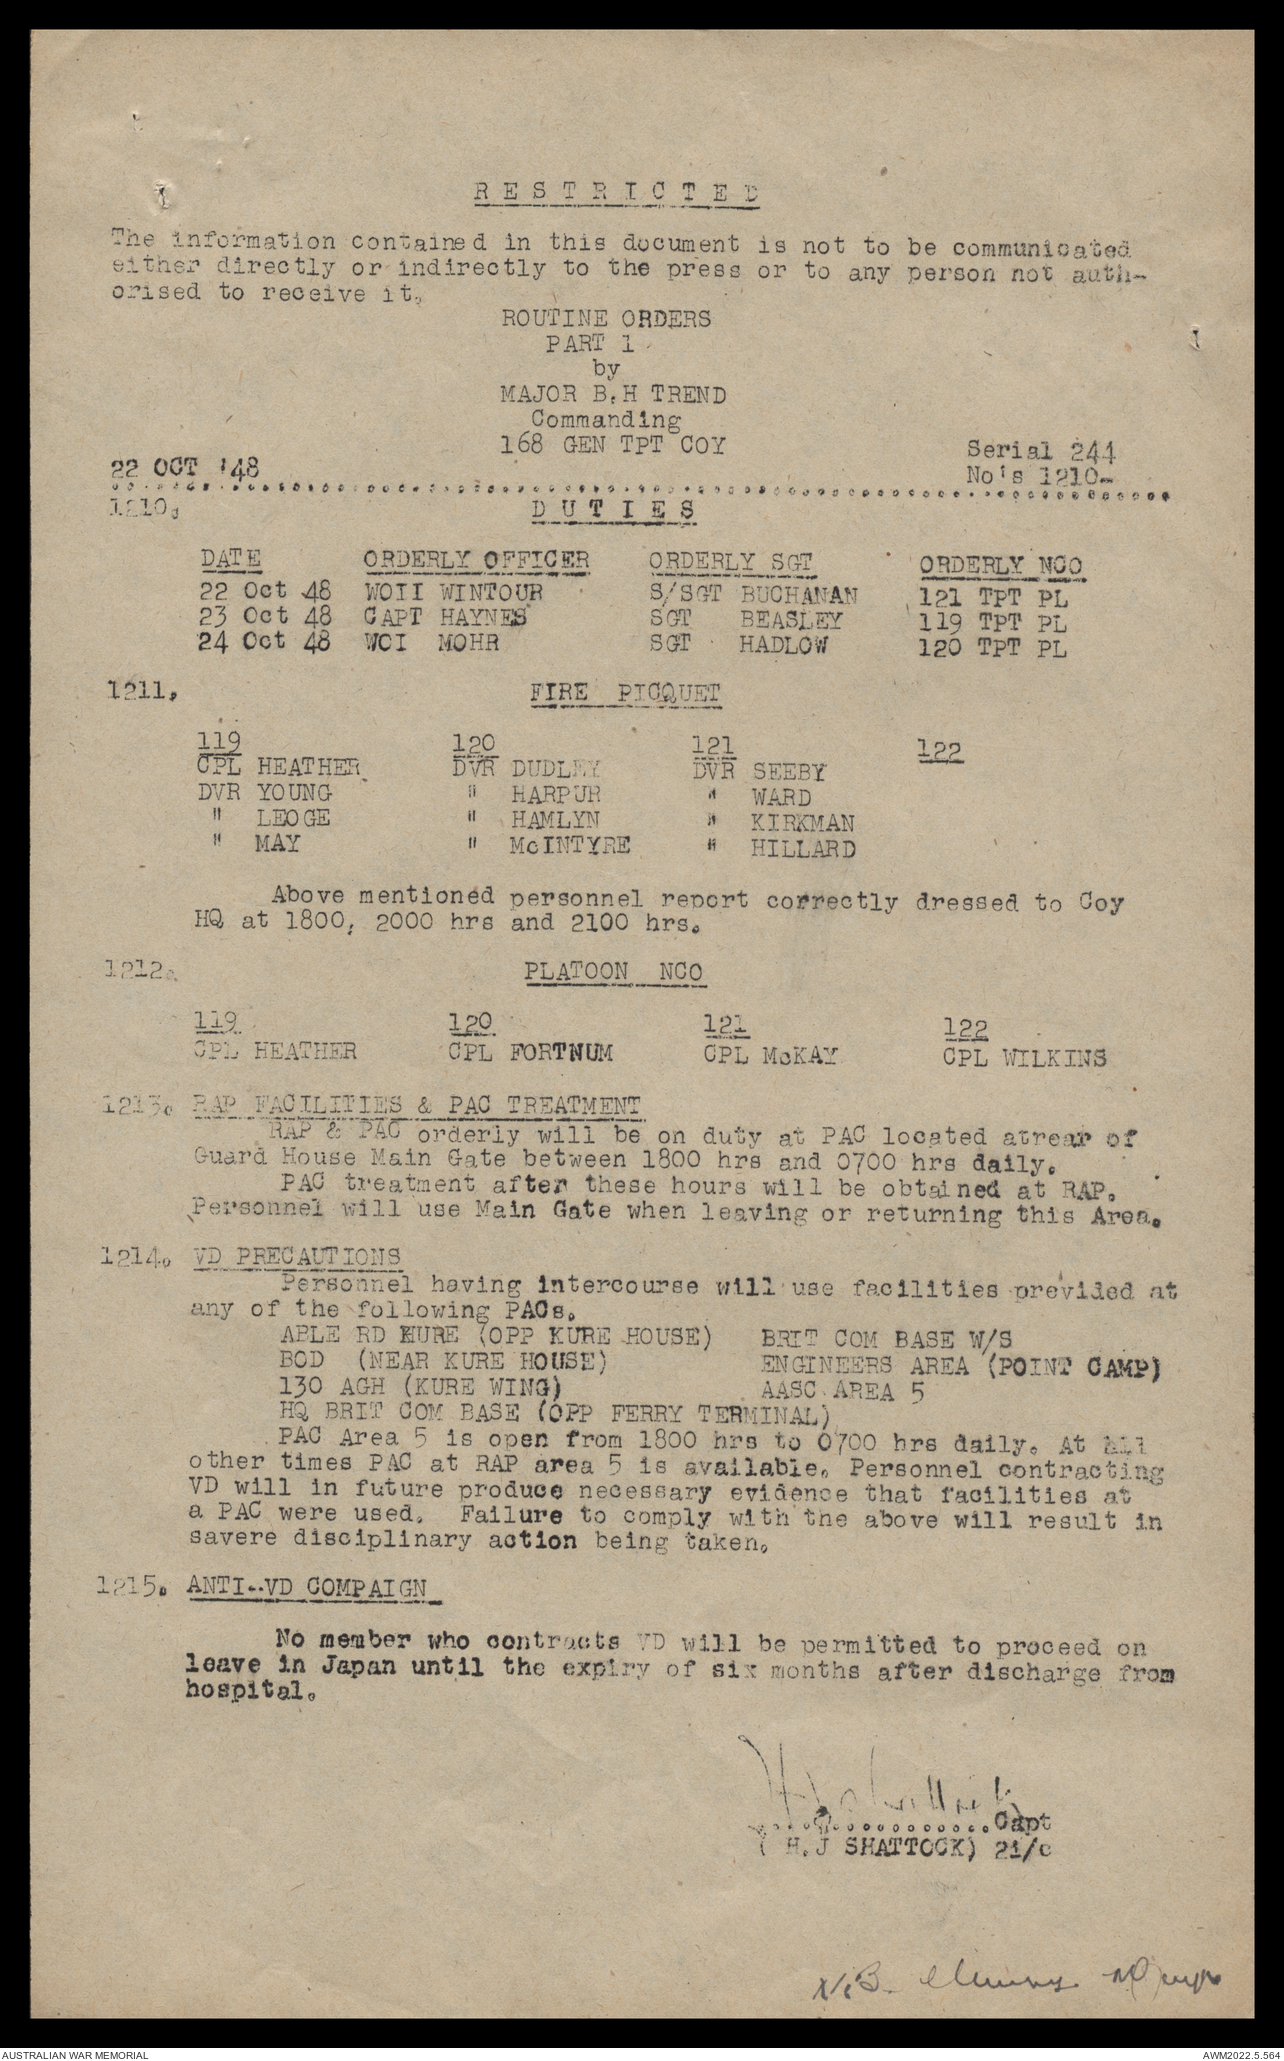 R E S T R I C T E D
The information contained in this document is not to be communicated
either directly or indirectly to the press or to any person not auth-
orised to receive it.
ROUTINE ORDERS
PART 1
by
MAJOR B.H TREND
Commanding
168 GEN TPT COY
Serial 244
22 OCT '48
No's 1210-
1210.
D U T I E S
DATE ORDERLY OFFICER ORDERLY SGT ORDERLY NCO
22 Oct 48 WOII WINTOUR S/SGT BUCHANAN 121 TPT PL
23 Oct 48 CAPT HAYNES SGT BEASLEY 119 TPT PL
24 Oct 48 WOI MOHR SGT HADLOW 120 TPT PL
1211. FIRE PICQUET
119 120 121 122
CPL HEATHER DVR DUDLEY DVR SEEBY
DVR YOUNG " HARPUR " WARD
" LEOGE " HAMLYN " KIRKMAN
" MAY " McINTYRE " HILLARD
Above mentioned personnel report correctly dressed to Coy
HQ at 1800, 2000 hrs and 2100 hrs.
1212. PLATOON NCO
119 120 121 122
CPL HEATHER CPL FORTNUM CPL McKAY CPL WILKINS
1213. RAP FACILITIES & PAC TREATMENT
RAP & PAC orderly will be on duty at PAC located atrear of
Guard House Main Gate between 1800 hrs and 0700 hrs daily.
PAC treatment after these hours will be obtained at RAP.
Personnel will use Main Gate when leaving or returning this Area.
1214. VD PRECAUTIONS
Personnel having intercourse will use facilities previded at
any of the following PACs.
ABLE RD KURE (OPP KURE HOUSE) BRIT COM BASE W/S
BOD (NEAR KURE HOUSE) ENGINEERS AREA (POINT CAMP)
130 AGH (KURE WING) AASC AREA 5
HQ BRIT COM BASE (OPP FERRY TERMINAL)
PAC Area 5 is open from 1800 hrs to 0700 hrs daily. At all
other times PAC at RAP area 5 is available. Personnel contracting
VD will in future produce necessary evidence that facilities at
a PAC were used. Failure to comply with the above will result in
savere disciplinary action being taken.
1215. ANTI-VD COMPAIGN
No member who contracts VD will be permitted to proceed on
leave in Japan until the expiry of six months after discharge from
hospital.
Capt
( H.J SHATTOCK) 2i/c
N.B.
AUSTRALIAN WAR MEMORIAL AWM2022.5.564